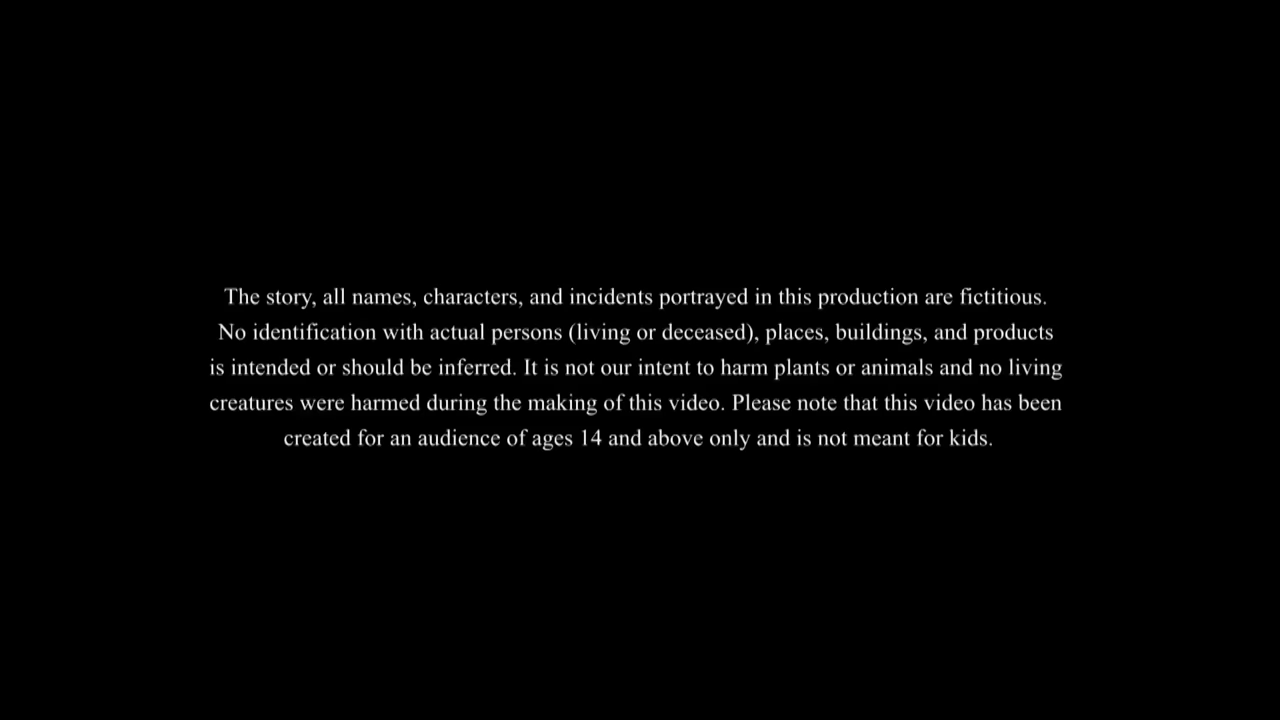 The story, all names, characters, and incidents portrayed in this production are fictitious.
No identification with actual persons (living or deceased), places, buildings, and products
is intended or should be inferred. It is not our intent to harm plants or animals and no living
creatures were harmed during the making of this video. Please note that this video has been
created for an audience of ages 14 and above only and is not meant for kids.